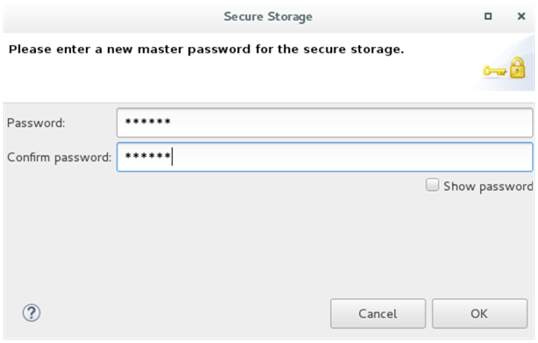 Secure Storage
Please enter a new master password for the secure storage.
Password: ******
Confirm password: ******
Show password
Cancel OK